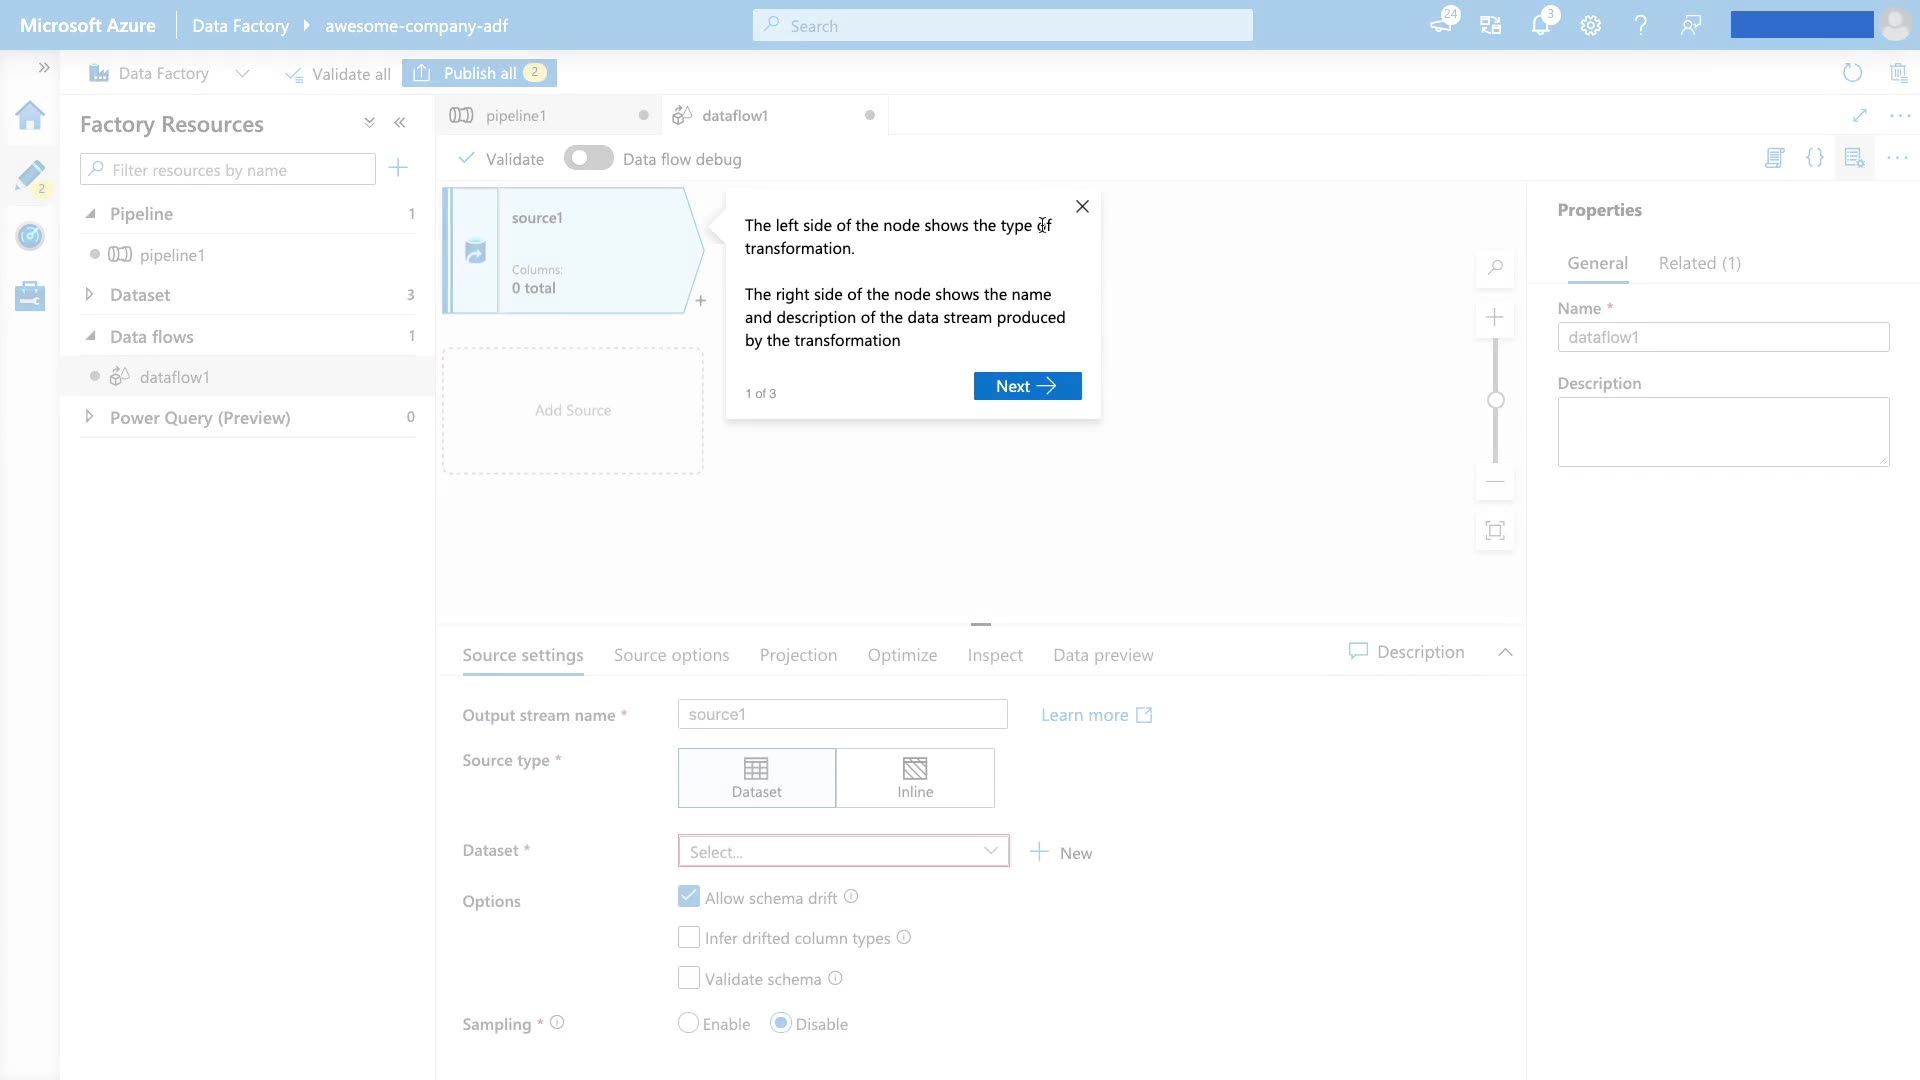 Microsoft Azure
Data Factory
awesome-company-adf
Search
24
3
Data Factory
Validate all
Publish all 2
Factory Resources
Filter resources by name
2
Pipeline 1
pipeline1
Dataset 3
Data flows 1
dataflow1
Power Query (Preview) 0
pipeline1
dataflow1
Validate
Data flow debug
source1
Columns:
0 total
+
Add Source
The left side of the node shows the type of
transformation.
The right side of the node shows the name
and description of the data stream produced
by the transformation
1 of 3
Next
Properties
General Related (1)
Name *
dataflow1
Description
Source settings Source options Projection Optimize Inspect Data preview
Description
Output stream name * source1 Learn more
Source type *
Dataset Inline
Dataset * Select... New
Options
Allow schema drift
Infer drifted column types
Validate schema
Sampling * Enable Disable